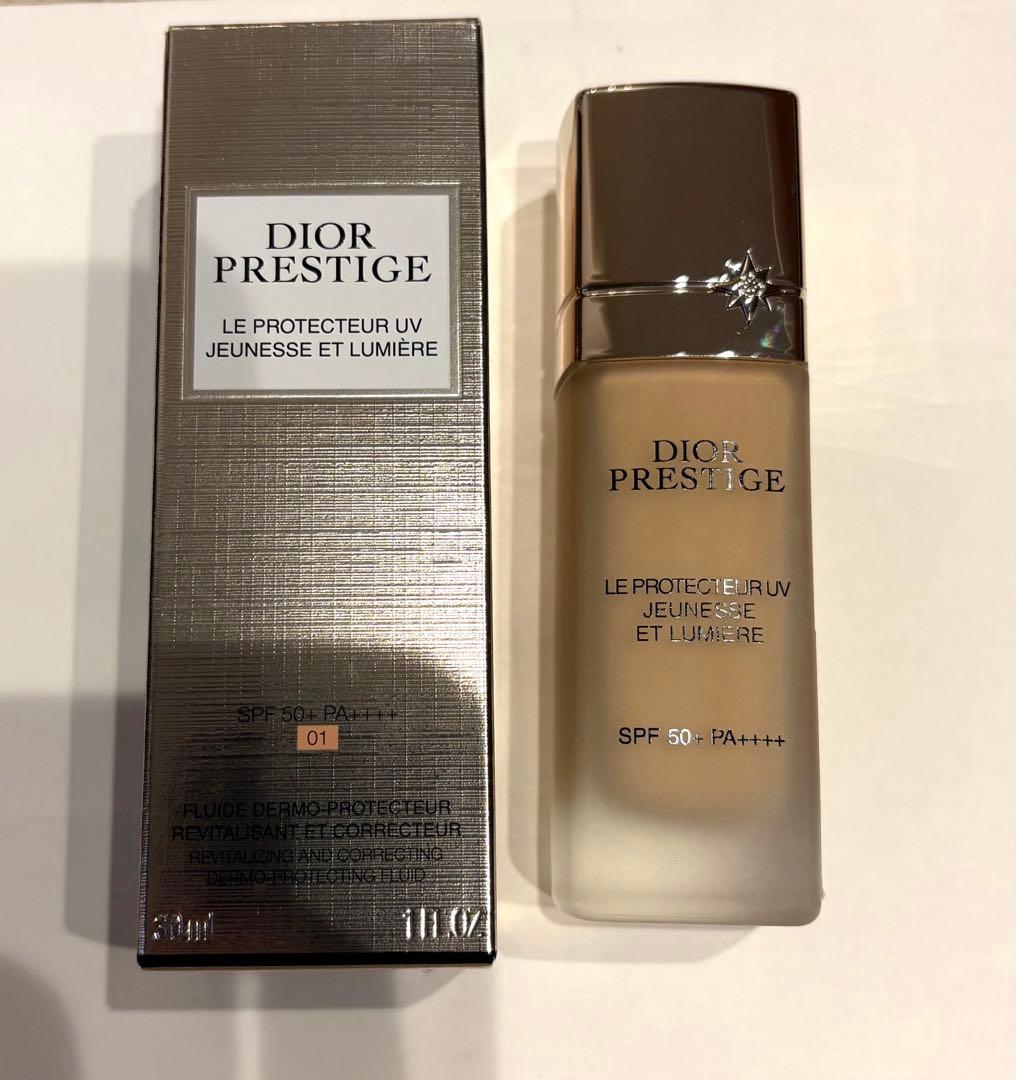 DIOR
PRESTIGE
LE PROTECTEUR UV
JEUNESSE ET LUMIÈRE
SPF 50+ PA++++
01
FLUIDE DERMO-PROTECTEUR
REVITALISANT ET CORRECTEUR
REVITALIZING AND CORRECTING
DERMO-PROTECTING FLUID
30ml 1 FL.OZ
DIOR
PRESTIGE
LE PROTECTEUR UV
JEUNESSE
ET LUMIÈRE
SPF 50+ PA++++